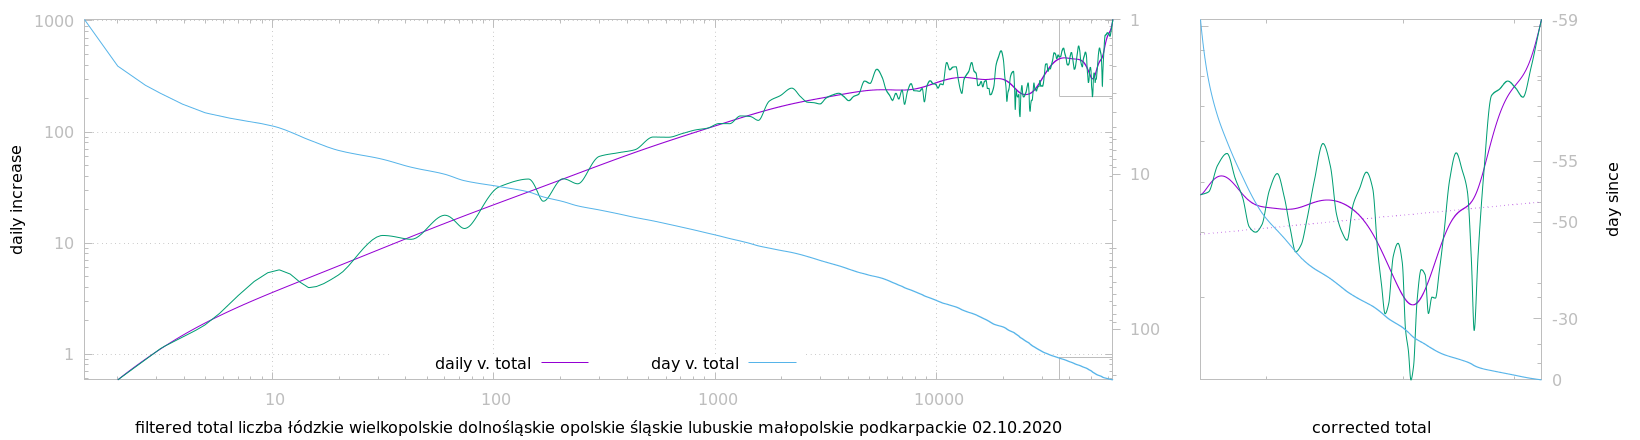 1000
100
10
1
daily increase
1
10
100
daily v. total
day v. total
10
100
1000
10000
filtered total liczba łódzkie wielkopolskie dolnośląskie opolskie śląskie lubuskie małopolskie podkarpackie 02.10.2020
-59
-55
-50
-30
0
day since
corrected total